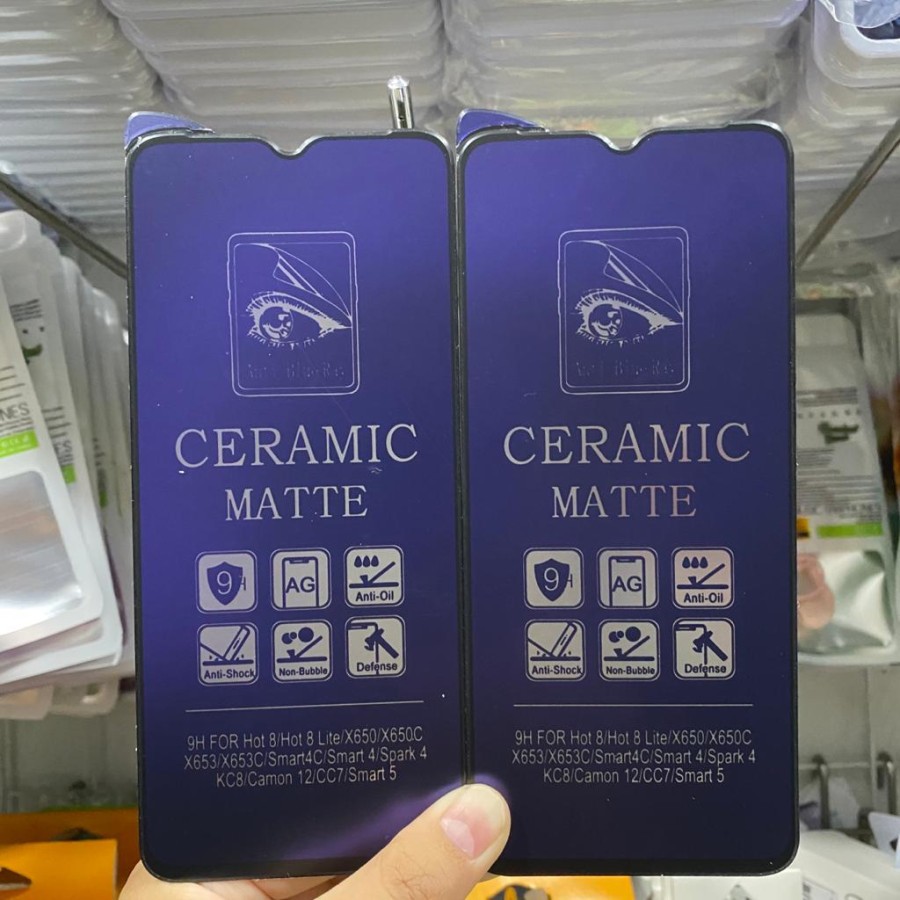 CERAMIC
MATTE
9H
AG
Anti-Oil
Anti-Shock
Non-Bubble
Defense
9H FOR Hot 8/Hot 8 Lite/X650/X650C
X653/X653C/Smart4C/Smart 4/Spark 4
KC8/Camon 12/CC7/Smart 5
CERAMIC
MATTE
9H
AG
Anti-Oil
Anti-Shock
Non-Bubble
Defense
9H FOR Hot 8/Hot 8 Lite/X650/X650C
X653/X653C/Smart4C/Smart 4/Spark 4
KC8/Camon 12/CC7/Smart 5